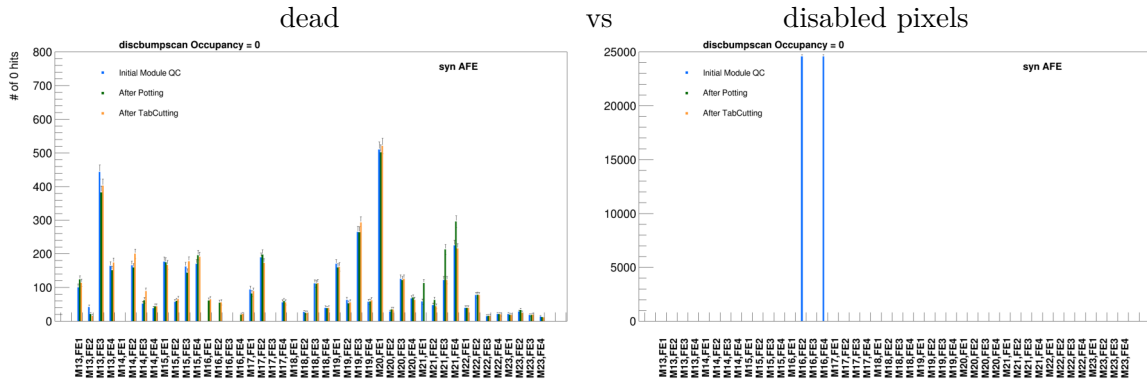 dead vs disabled pixels
discbumpscan Occupancy = 0
# of 0 hits
800
700
600
500
400
300
200
100
0
syn AFE
Initial Module QC
After Potting
After TabCutting
M13,FE1
M13,FE2
M13,FE3
M13,FE4
M14,FE1
M14,FE2
M14,FE3
M14,FE4
M15,FE1
M15,FE2
M15,FE3
M15,FE4
M16,FE1
M16,FE2
M16,FE3
M16,FE4
M17,FE1
M17,FE2
M17,FE3
M17,FE4
M18,FE1
M18,FE2
M18,FE3
M18,FE4
M19,FE1
M19,FE2
M19,FE3
M19,FE4
M20,FE1
M20,FE2
M20,FE3
M20,FE4
M21,FE1
M21,FE2
M21,FE3
M21,FE4
M22,FE1
M22,FE2
M22,FE3
M22,FE4
M23,FE1
M23,FE2
M23,FE3
M23,FE4
discbumpscan Occupancy = 0
25000
20000
15000
10000
5000
0
syn AFE
Initial Module QC
After Potting
After TabCutting
M13,FE1
M13,FE2
M13,FE3
M13,FE4
M14,FE1
M14,FE2
M14,FE3
M14,FE4
M15,FE1
M15,FE2
M15,FE3
M15,FE4
M16,FE1
M16,FE2
M16,FE3
M16,FE4
M17,FE1
M17,FE2
M17,FE3
M17,FE4
M18,FE1
M18,FE2
M18,FE3
M18,FE4
M19,FE1
M19,FE2
M19,FE3
M19,FE4
M20,FE1
M20,FE2
M20,FE3
M20,FE4
M21,FE1
M21,FE2
M21,FE3
M21,FE4
M22,FE1
M22,FE2
M22,FE3
M22,FE4
M23,FE1
M23,FE2
M23,FE3
M23,FE4